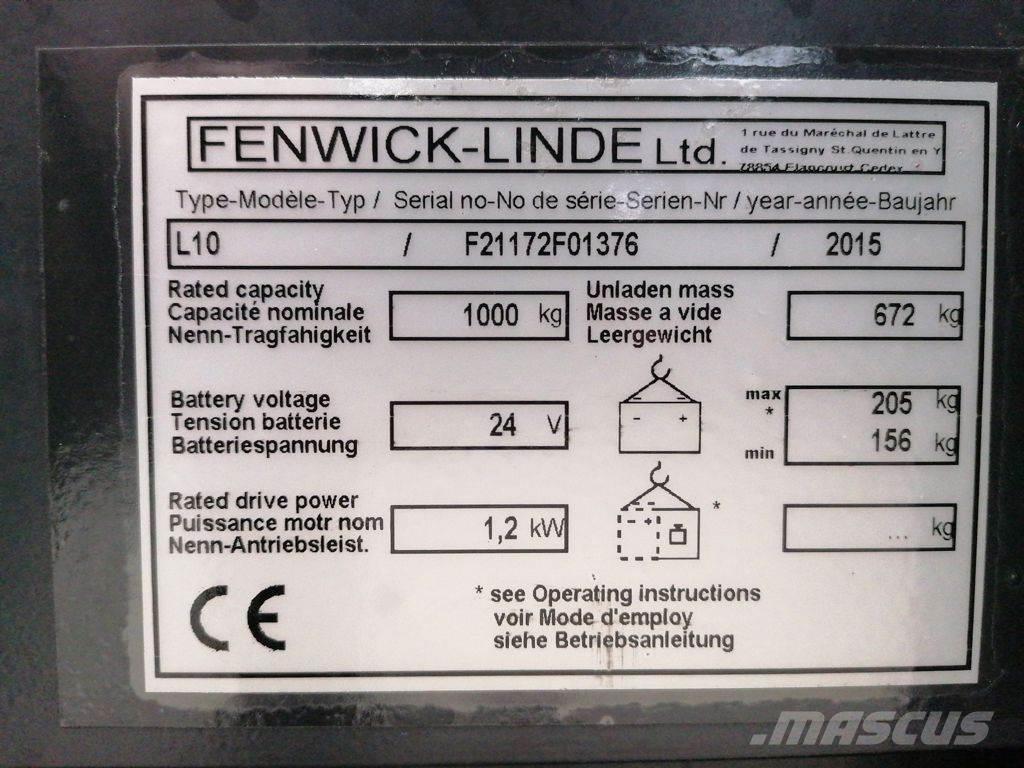 FENWICK-LINDE Ltd.
1 rue du Maréchal de Lattre
de Tassigny St.Quentin en Y
78854 Cedex
Type-Modèle-Typ / Serial no-No de série-Serien-Nr / year-année-Baujahr
L10 / F21172F01376 / 2015
Rated capacity
Capacité nominale
Nenn-Tragfahigkeit
1000 kg
Unladen mass
Masse a vide
Leergewicht
672 kg
Battery voltage
Tension batterie
Batteriespannung
24 V
- +
max
*
min
205 kg
156 kg
Rated drive power
Puissance motr nom
Nenn-Antriebsleist.
1,2 kW
- +
*
... kg
CE
* see Operating instructions
voir Mode d'employ
siehe Betriebsanleitung
.MASCUS